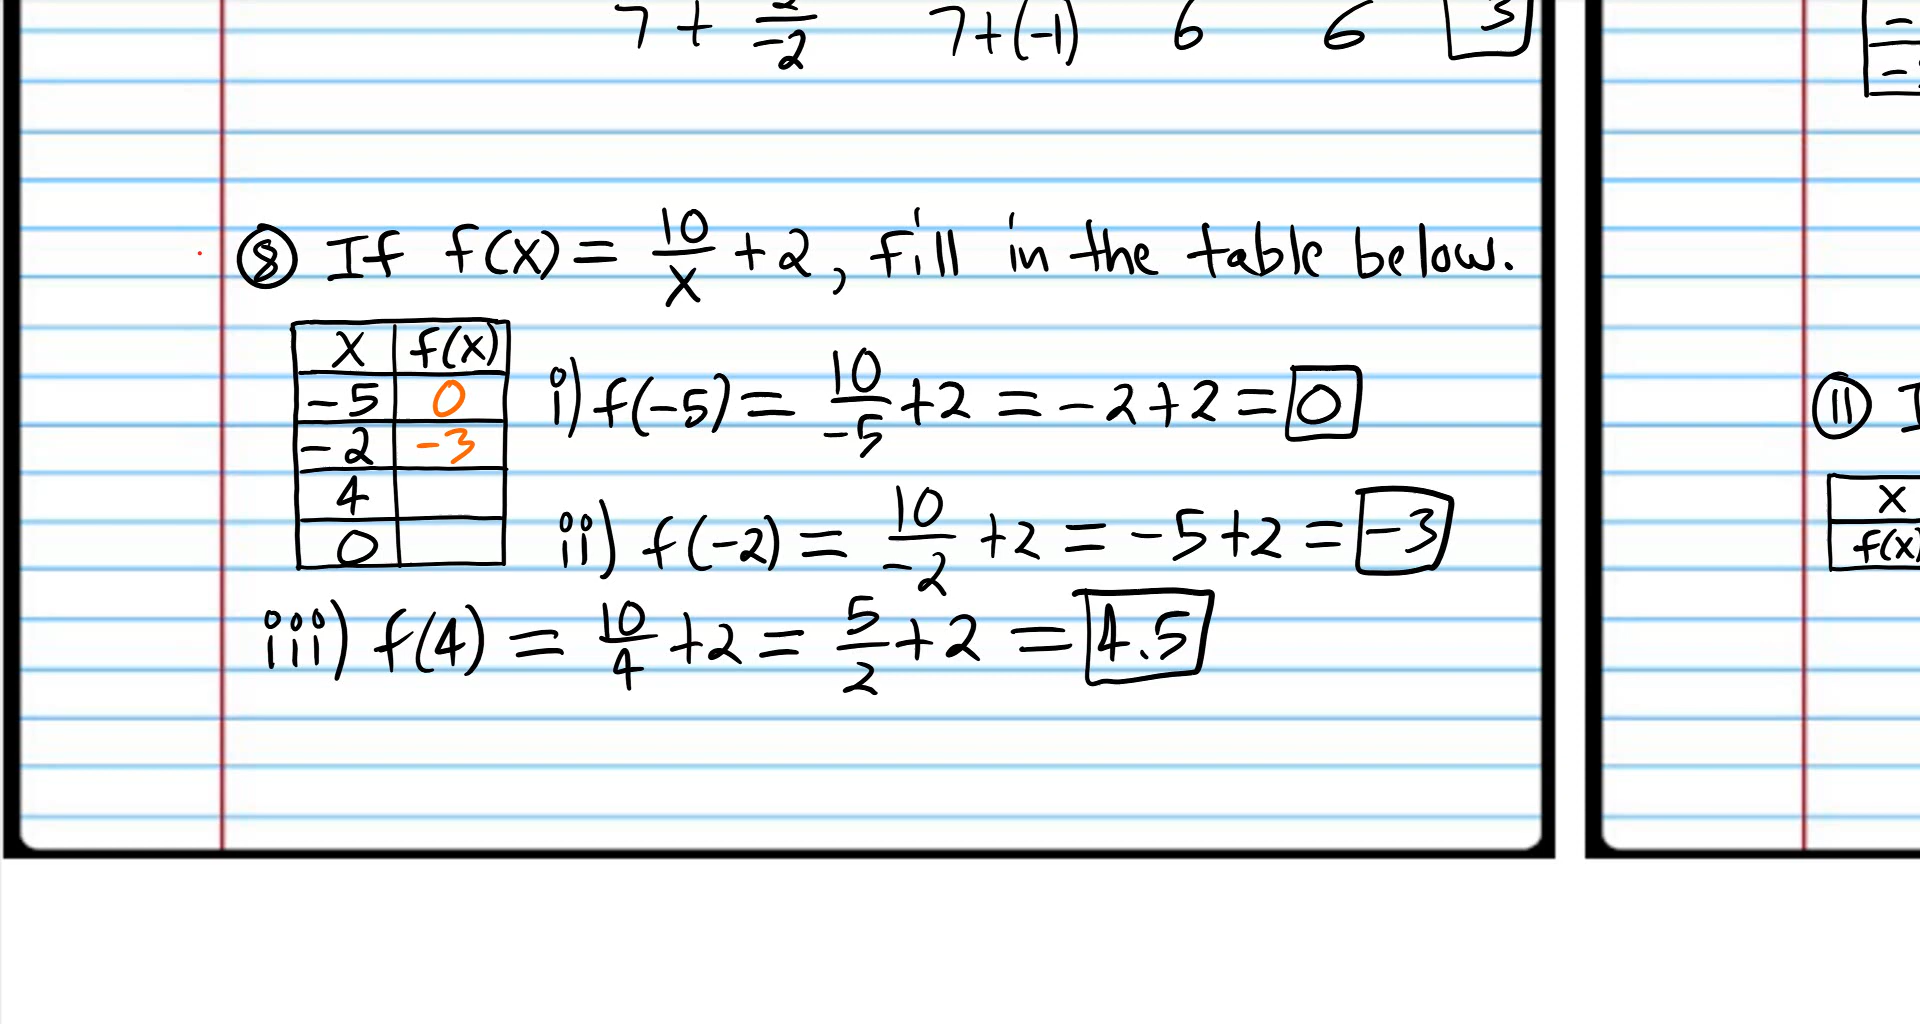 7 + 2/-2 7+(-1) 6 6 3
⑧ If f(x) = 10/x + 2, fill in the table below.
x f(x)
-5 0
-2 -3
4
0
i) f(-5) = 10/-5 + 2 = -2 + 2 = 0
ii) f(-2) = 10/-2 + 2 = -5 + 2 = -3
iii) f(4) = 10/4 + 2 = 5/2 + 2 = 4.5
⑪ I
x
f(x)